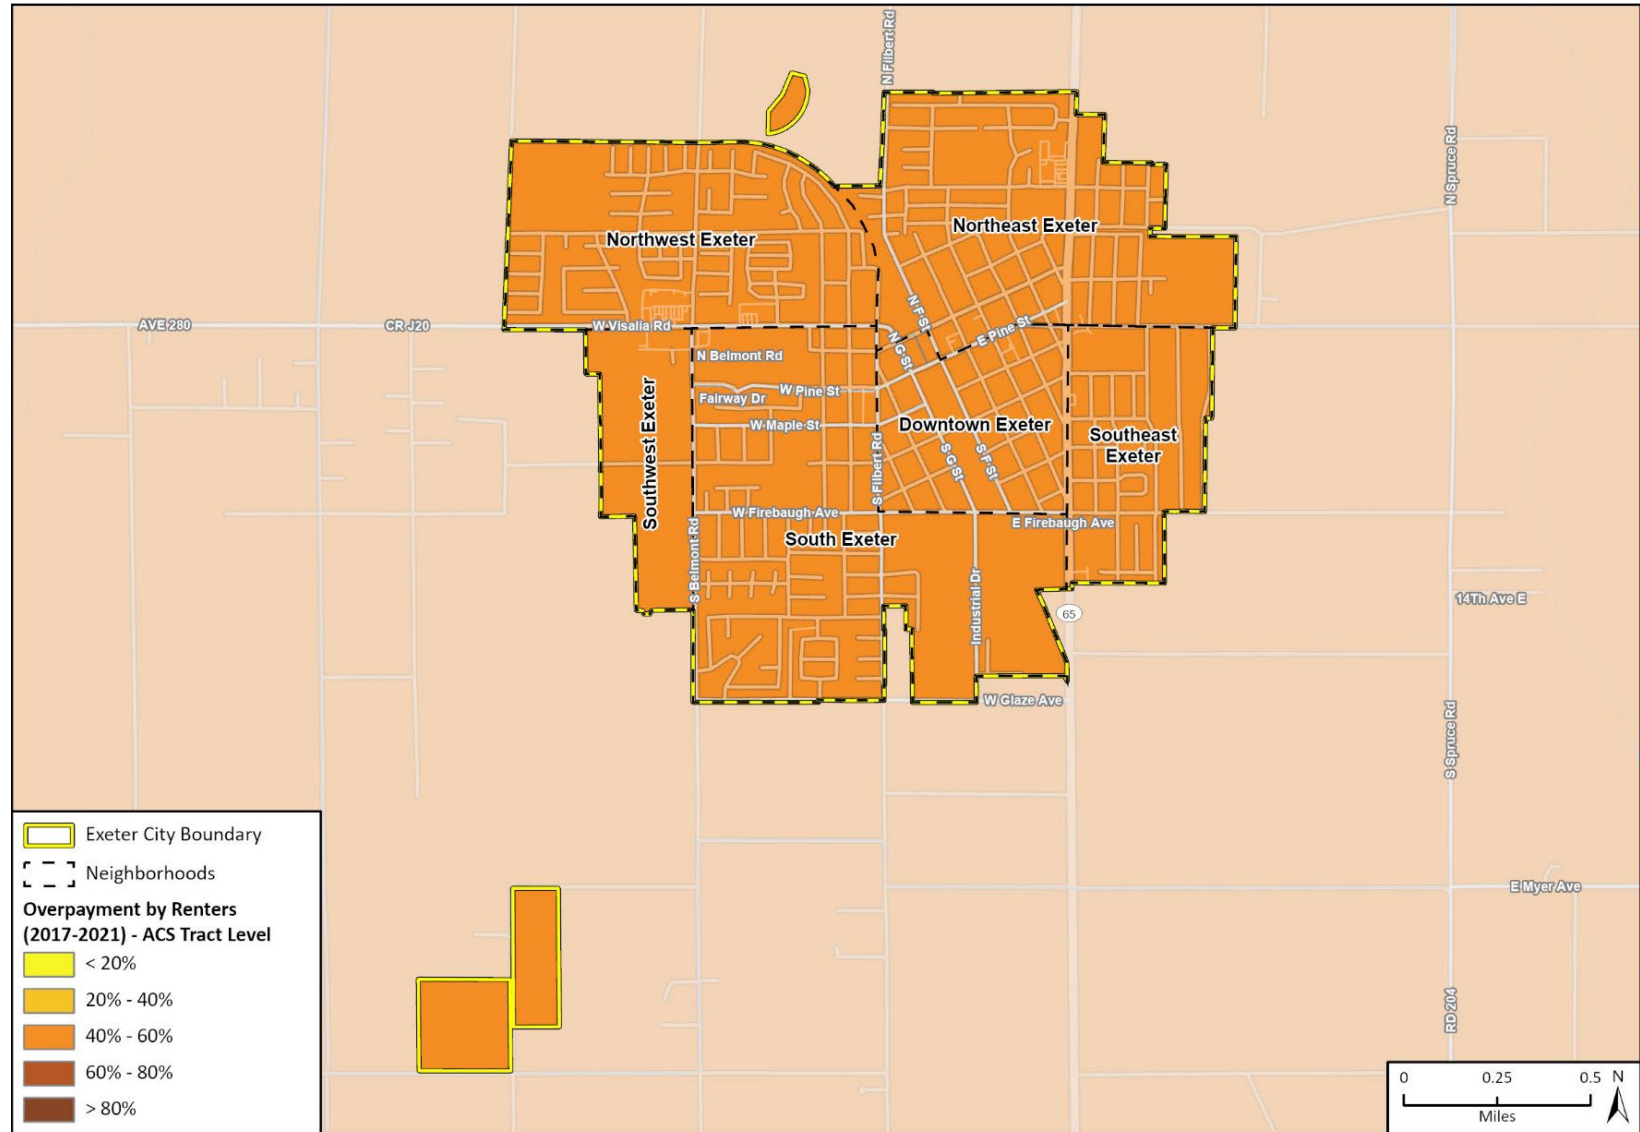 N Filbert Rd
N Spruce Rd
Northeast Exeter
Northwest Exeter
AVE 280
CR J20
W Visalia Rd
N F St
E Pine St
N G St
N Belmont Rd
W Pine St
Fairway Dr
W Maple St
Downtown Exeter
Southeast
Exeter
Southwest Exeter
S Filbert Rd
S G St
S F St
W Firebaugh Ave
E Firebaugh Ave
South Exeter
S Belmont Rd
Industrial Dr
65
14Th Ave E
W Glaze Ave
S Spruce Rd
E Myer Ave
RD 204
Exeter City Boundary
Neighborhoods
Overpayment by Renters
(2017-2021) - ACS Tract Level
< 20%
20% - 40%
40% - 60%
60% - 80%
> 80%
0 0.25 0.5 N
Miles